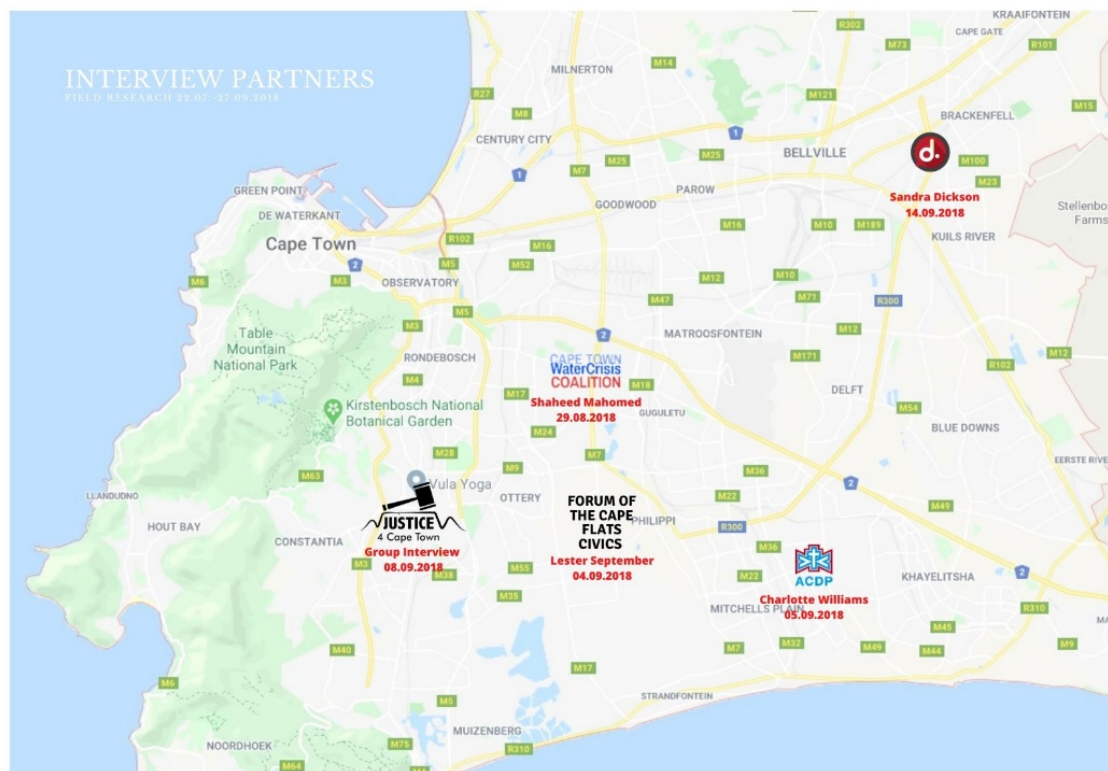 INTERVIEW PARTNERS
FIELD RESEARCH 22.07.-27.09.2018
KRAAIFONTEIN
R302
CAPE GATE
M73
R101
MILNERTON
M14
R27
M121
M15
M8
BRACKENFELL
CENTURY CITY
1
M25
M25
1
BELLVILLE
d.
M100
M7
M23
GREEN POINT
PAROW
Sandra Dickson
14.09.2018
DE WATERKANT
GOODWOOD
Stellenbos
Farms
Cape Town
R102
M16
M16
M10
M189
KUILS RIVER
2
M3
M5
M52
M6
OBSERVATORY
M12
M10
M47
M71
R300
M5
M3
2
MATROOSFONTEIN
M12
Table
Mountain
National Park
RONDEBOSCH
CAPE TOWN
WaterCrisis
COALITION
M171
M12
R102
M4
M17
M18
DELFT
Shaheed Mahomed
29.08.2018
Kirstenbosch National
Botanical Garden
GUGULETU
M54
M24
BLUE DOWNS
M28
M7
M63
M9
M36
EERSTE RIVER
Vula Yoga
2
LLANDUDNO
OTTERY
M22
M49
JUSTICE
4 Cape Town
FORUM OF
THE CAPE
FLATS
CIVICS
PHILIPPI
R300
HOUT BAY
CONSTANTIA
Group Interview
08.09.2018
M36
Lester September
04.09.2018
M3
M39
M55
ACDP
M22
KHAYELITSHA
2
M35
Charlotte Williams
05.09.2018
MITCHELLS PLAIN
R310
M45
M40
M7
M32
M49
M44
M9
M6
M17
STRANDFONTEIN
M5
MUIZENBERG
NOORDHOEK
M75
R310
M64